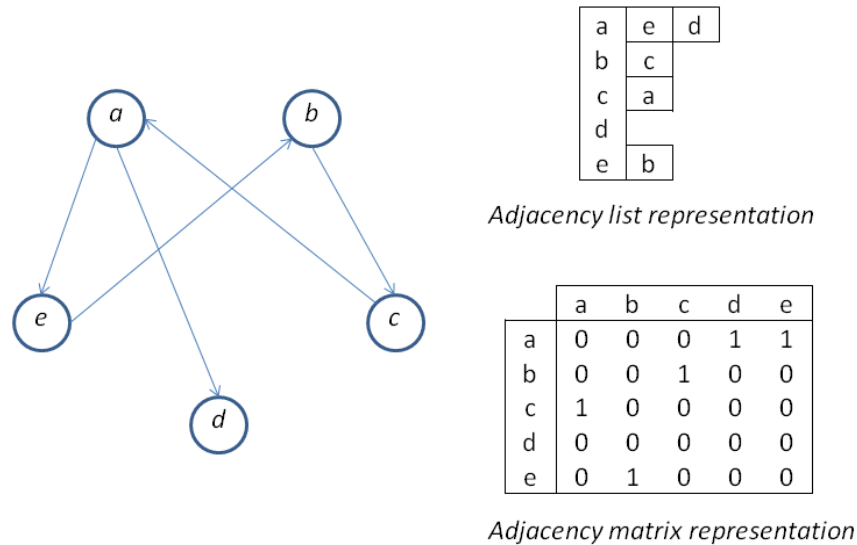 a b
e c
d
a e d
b c
c a
d
e b
Adjacency list representation
a b c d e
a 0 0 0 1 1
b 0 0 1 0 0
c 1 0 0 0 0
d 0 0 0 0 0
e 0 1 0 0 0
Adjacency matrix representation